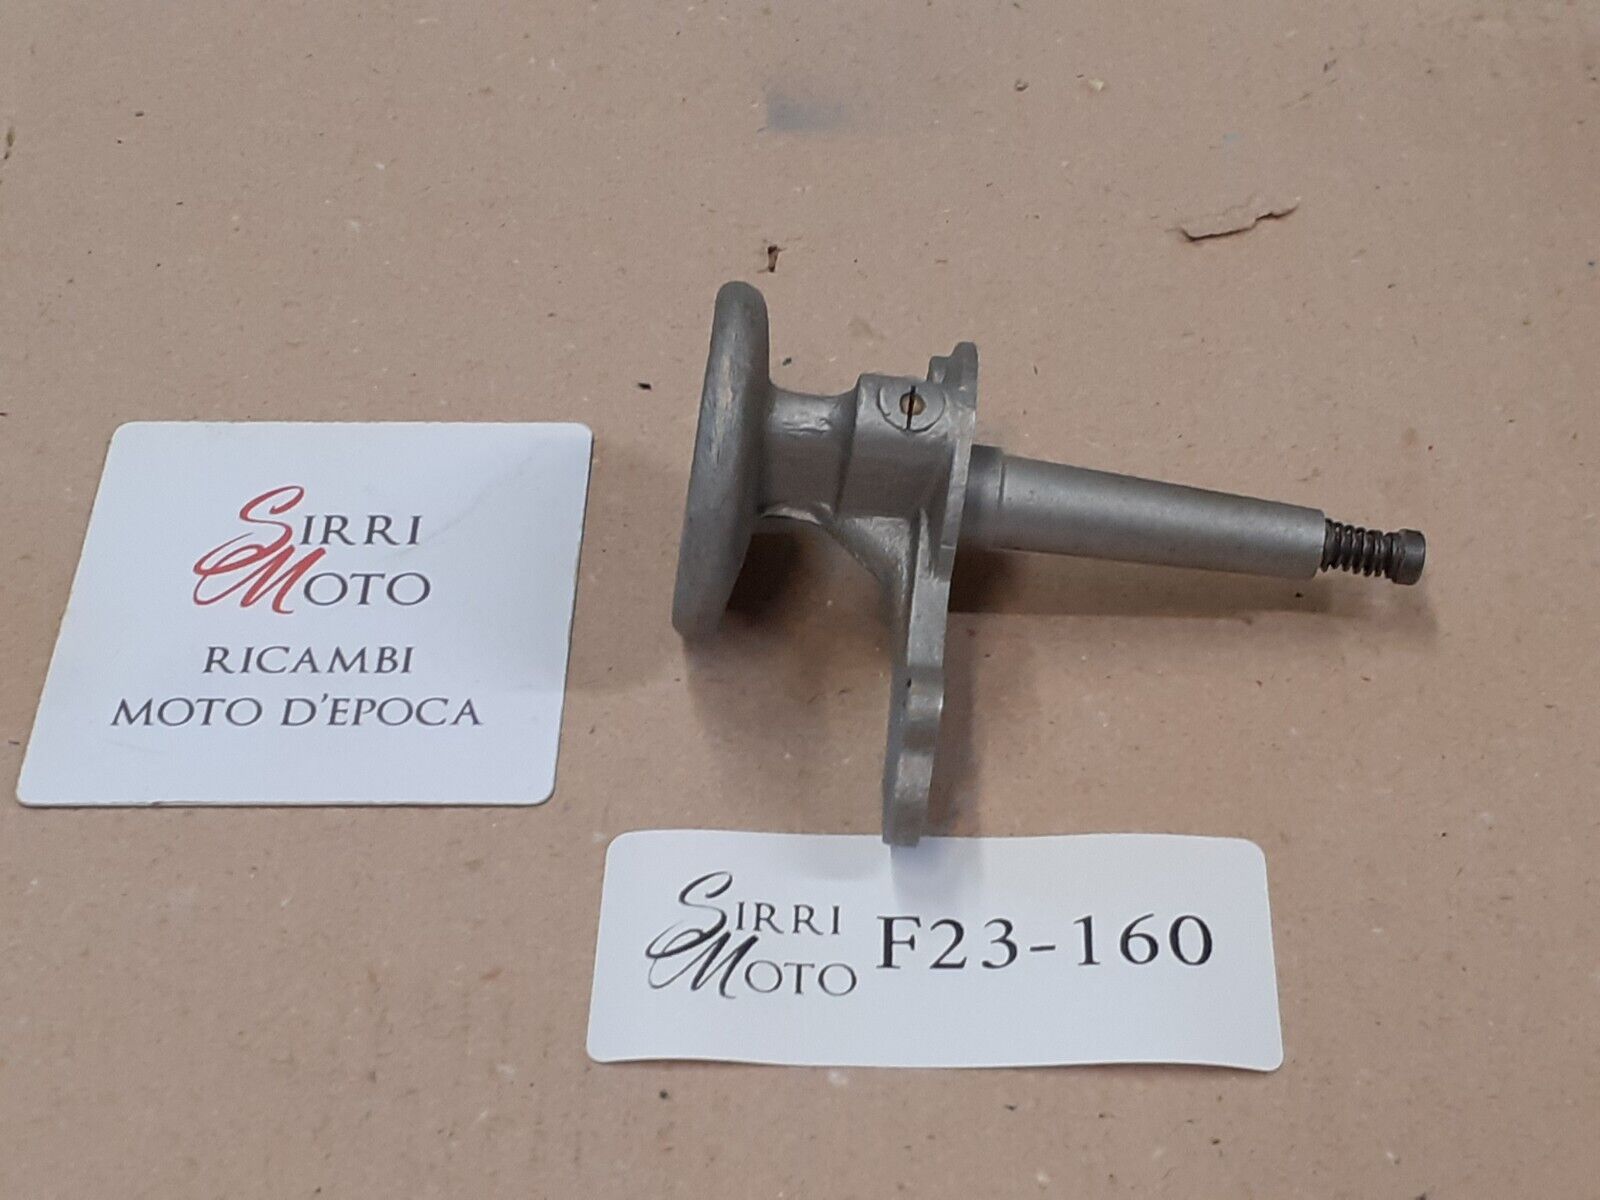 SIRRI
MOTO
RICAMBI
MOTO D'EPOCA
SIRRI
MOTO
F23-160